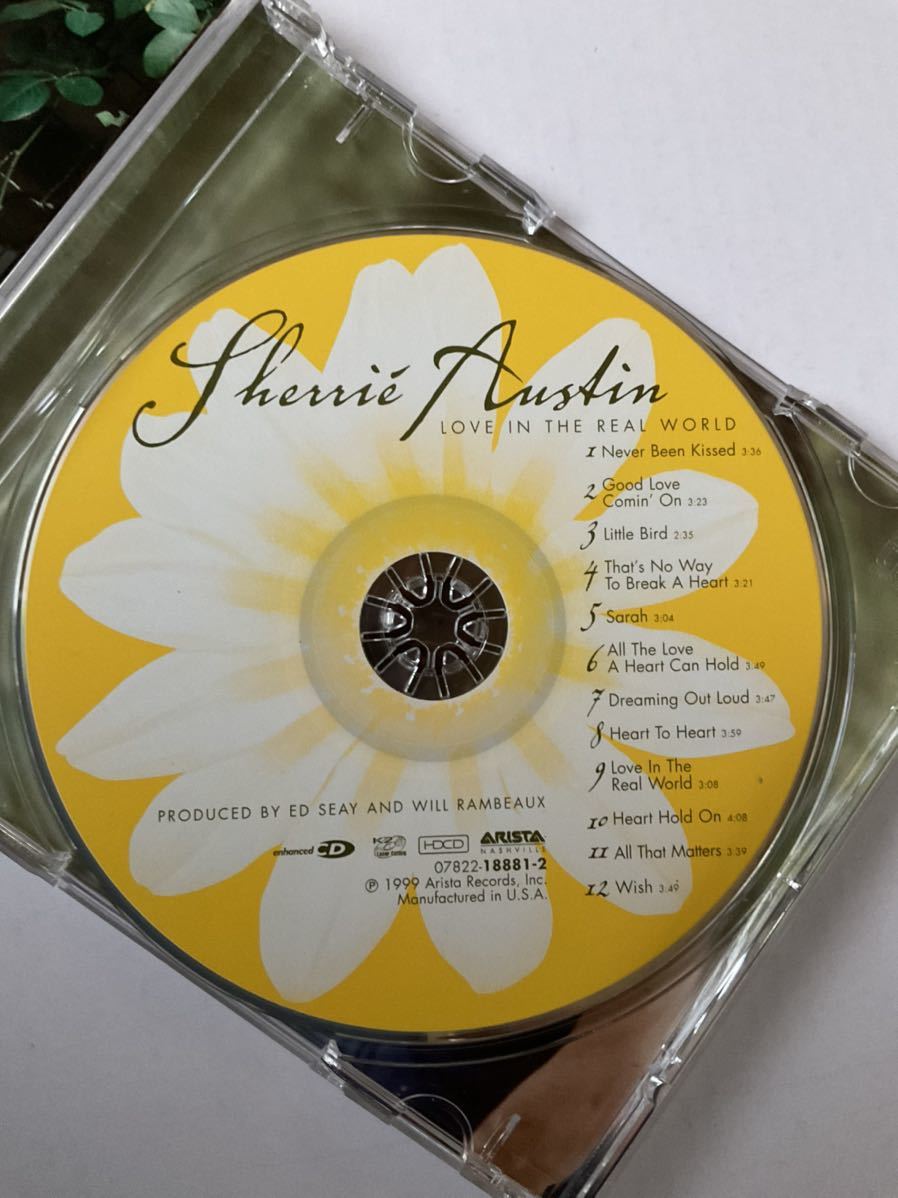 Sherrié Austin
LOVE IN THE REAL WORLD
1 Never Been Kissed 3:36
2 Good Love
Comin' On 3:23
3 Little Bird 2:35
4 That's No Way
To Break A Heart 3:21
5 Sarah 3:04
6 All The Love
A Heart Can Hold 3:49
7 Dreaming Out Loud 3:47
8 Heart To Heart 3:59
9 Love In The
Real World 3:08
10 Heart Hold On 4:08
11 All That Matters 3:39
12 Wish 3:49
PRODUCED BY ED SEAY AND WILL RAMBEAUX
enhanced CD
HDCD
ARISTA
NASHVILLE
07822-18881-2
℗ 1999 Arista Records, Inc.
Manufactured in U.S.A.